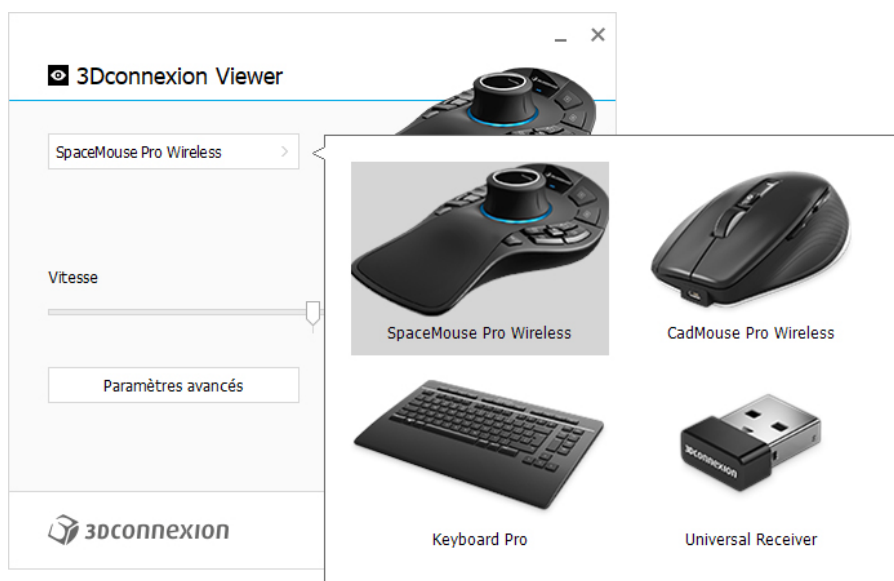 3Dconnexion Viewer
SpaceMouse Pro Wireless
Vitesse
Paramètres avancés
3Dconnexion
SpaceMouse Pro Wireless
CadMouse Pro Wireless
Keyboard Pro
3Dconnexion
Universal Receiver